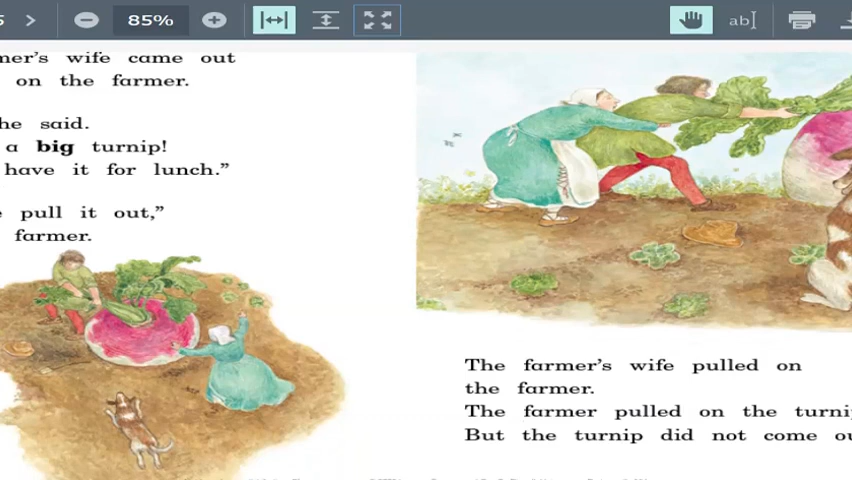 85%
ab
mer's wife came out
on the farmer.
he said.
a big turnip!
have it for lunch."
pull it out,"
farmer.
The farmer's wife pulled on
the farmer.
The farmer pulled on the
But the turnip did not come